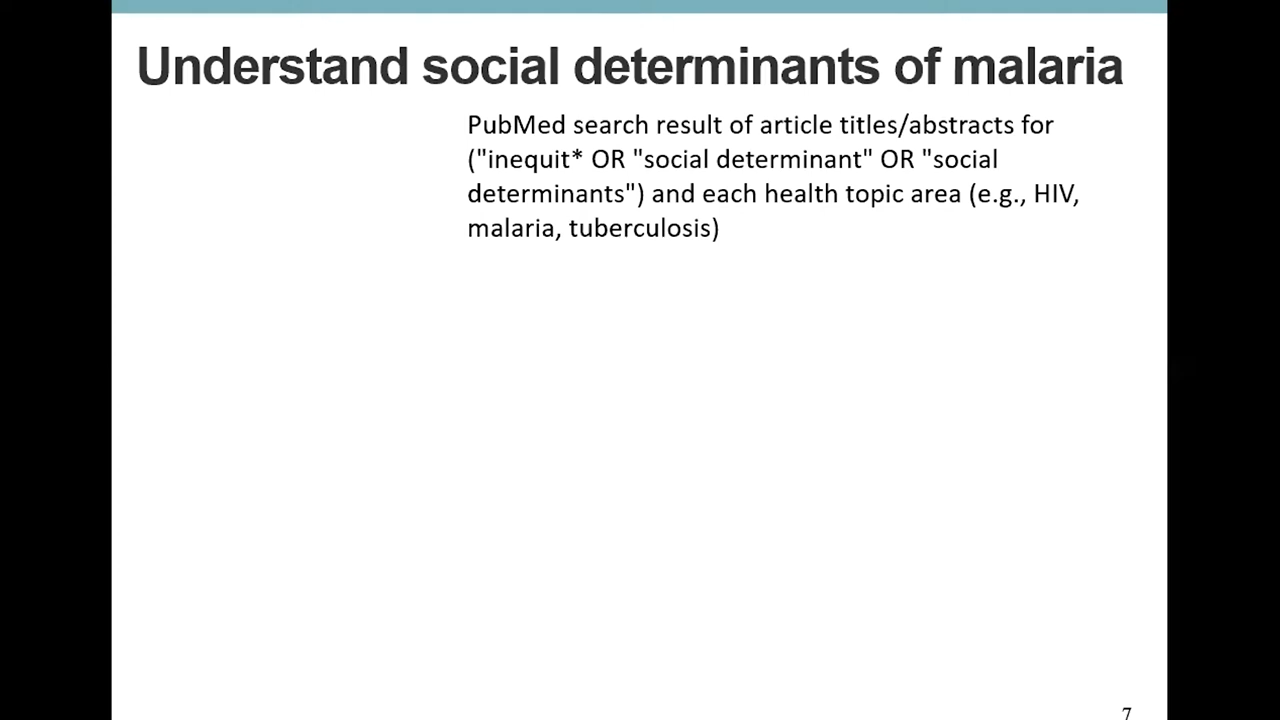 Understand social determinants of malaria
PubMed search result of article titles/abstracts for
("inequit* OR "social determinant" OR "social
determinants") and each health topic area (e.g., HIV,
malaria, tuberculosis)
7